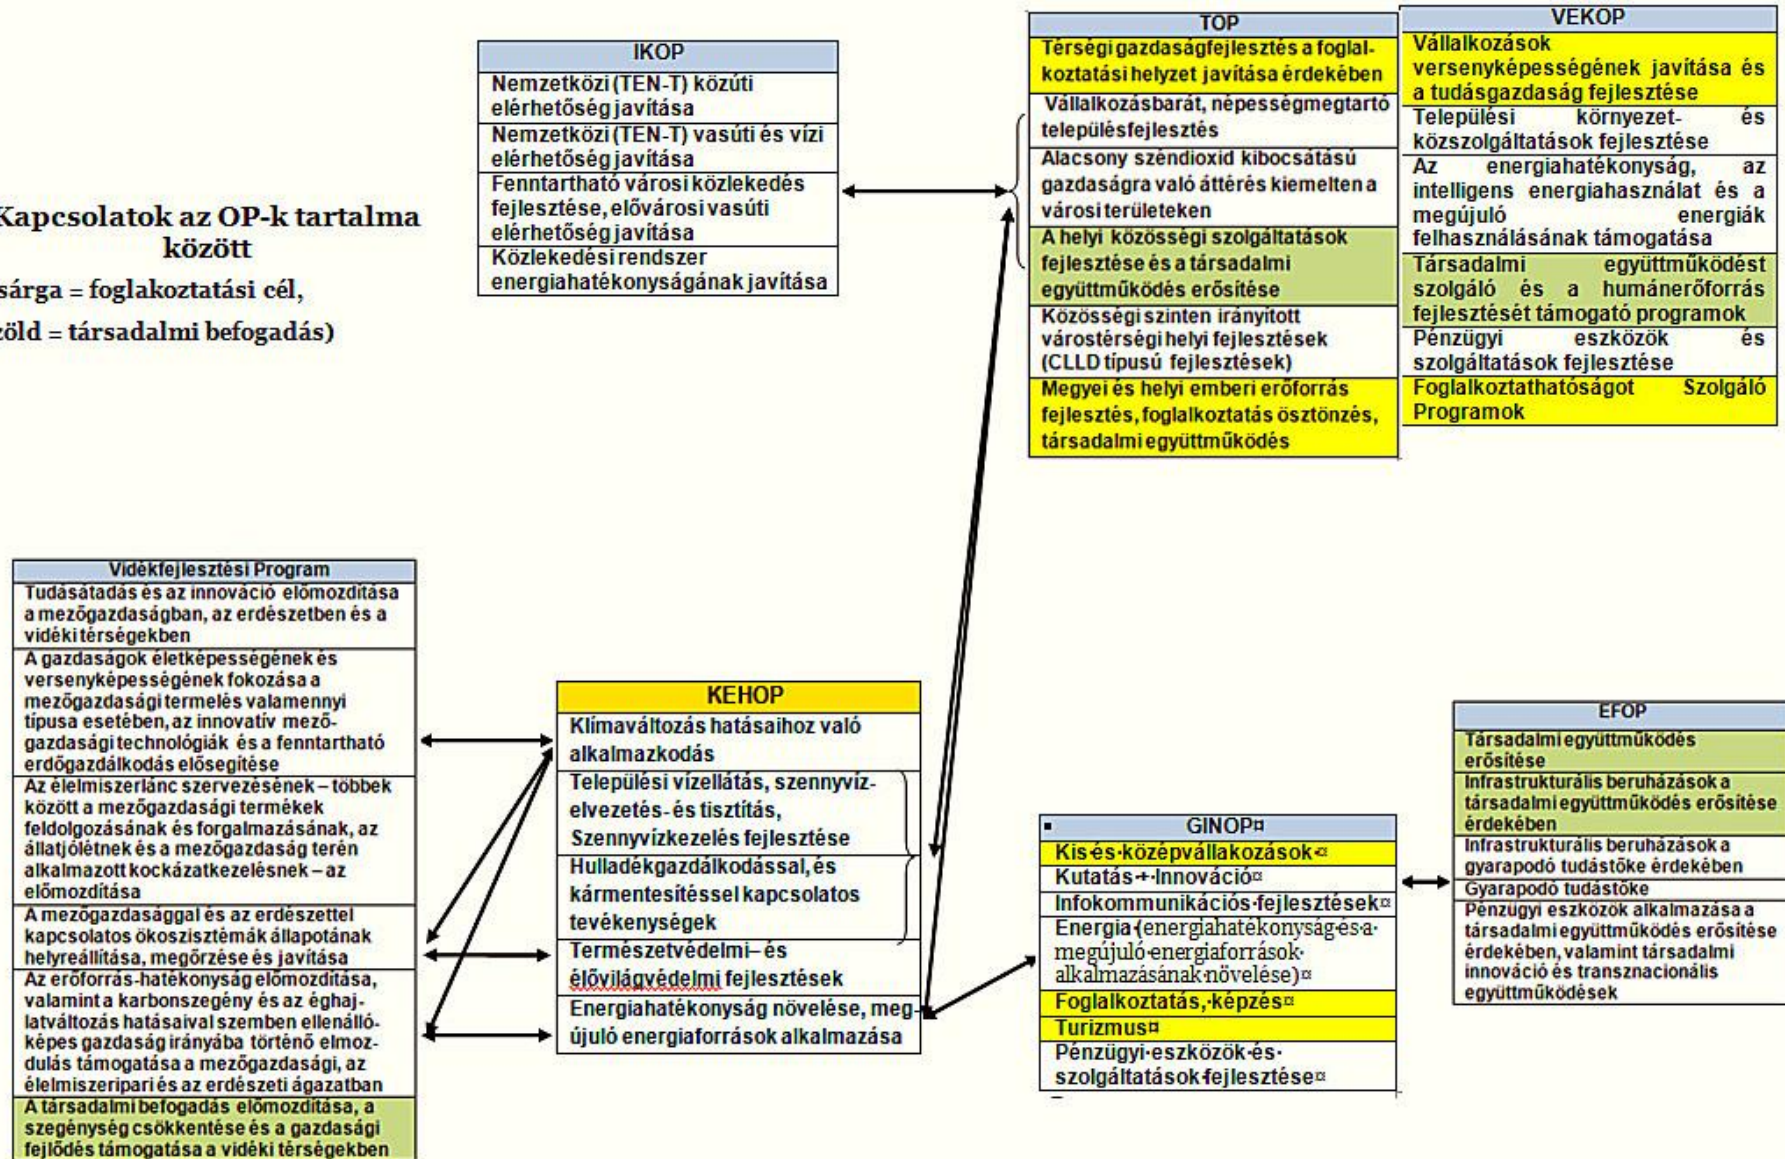 Kapcsolatok az OP-k tartalma
között
sárga = foglakoztatási cél,
zöld = társadalmi befogadás)
IKOP
Nemzetközi (TEN-T) közúti
elérhetőség javítása
Nemzetközi (TEN-T) vasúti és vízi
elérhetőség javítása
Fenntartható városi közlekedés
fejlesztése, elővárosi vasúti
elérhetőség javítása
Közlekedési rendszer
energiahatékonyságának javítása
TOP
Térségi gazdaságfejlesztés a foglal-
koztatási helyzet javítása érdekében
Vállalkozásbarát, népességmegtartó
településfejlesztés
Alacsony széndioxid kibocsátású
gazdaságra való áttérés kiemelten a
városi területeken
A helyi közösségi szolgáltatások
fejlesztése és a társadalmi
együttműködés erősítése
Közösségi szinten irányított
várostérségi helyi fejlesztések
(CLLD típusú fejlesztések)
Megyei és helyi emberi erőforrás
fejlesztés, foglalkoztatás ösztönzés,
társadalmi együttműködés
VEKOP
Vállalkozások
versenyképességének javítása és
a tudásgazdaság fejlesztése
Települési környezet- és
közszolgáltatások fejlesztése
Az energiahatékonyság, az
intelligens energiahasználat és a
megújuló energiák
felhasználásának támogatása
Társadalmi együttműködést
szolgáló és a humánerőforrás
fejlesztését támogató programok
Pénzügyi eszközök és
szolgáltatások fejlesztése
Foglalkoztathatóságot Szolgáló
Programok
Vidékfejlesztési Program
Tudásátadás és az innováció előmozdítása
a mezőgazdaságban, az erdészetben és a
vidéki térségekben
A gazdaságok életképességének és
versenyképességének fokozása a
mezőgazdasági termelés valamennyi
típusa esetében, az innovatív mező-
gazdasági technológiák és a fenntartható
erdőgazdálkodás elősegítése
Az élelmiszerlánc szervezésének – többek
között a mezőgazdasági termékek
feldolgozásának és forgalmazásának, az
állatjólétnek és a mezőgazdaság terén
alkalmazott kockázatkezelésnek – az
előmozdítása
A mezőgazdasággal és az erdészettel
kapcsolatos ökoszisztémák állapotának
helyreállítása, megőrzése és javítása
Az erőforrás-hatékonyság előmozdítása,
valamint a karbonszegény és az éghaj-
latváltozás hatásaival szemben ellenálló-
képes gazdaság irányába történő elmoz-
dulás támogatása a mezőgazdasági, az
élelmiszeripari és az erdészeti ágazatban
A társadalmi befogadás előmozdítása, a
szegénység csökkentése és a gazdasági
fejlődés támogatása a vidéki térségekben
KEHOP
Klímaváltozás hatásaihoz való
alkalmazkodás
Települési vízellátás, szennyvíz-
elvezetés- és tisztítás,
Szennyvízkezelés fejlesztése
Hulladékgazdálkodással, és
kármentesítéssel kapcsolatos
tevékenységek
Természetvédelmi– és
élővilágvédelmi fejlesztések
Energiahatékonyság növelése, meg-
újuló energiaforrások alkalmazása
GINOP¤
Kis·és·középvállakozások·¤
Kutatás·+·Innováció¤
Infokommunikációs·fejlesztések¤
Energia·(energiahatékonyság·és·a·
megújuló·energiaforrások·
alkalmazásának·növelése)¤
Foglalkoztatás,·képzés¤
Turizmus¤
Pénzügyi·eszközök·és·
szolgáltatások·fejlesztése¤
EFOP
Társadalmi együttműködés
erősítése
Infrastrukturális beruházások a
társadalmi együttműködés erősítése
érdekében
Infrastrukturális beruházások a
gyarapodó tudástőke érdekében
Gyarapodó tudástőke
Pénzügyi eszközök alkalmazása a
társadalmi együttműködés erősítése
érdekében, valamint társadalmi
innováció és transznacionális
együttműködések